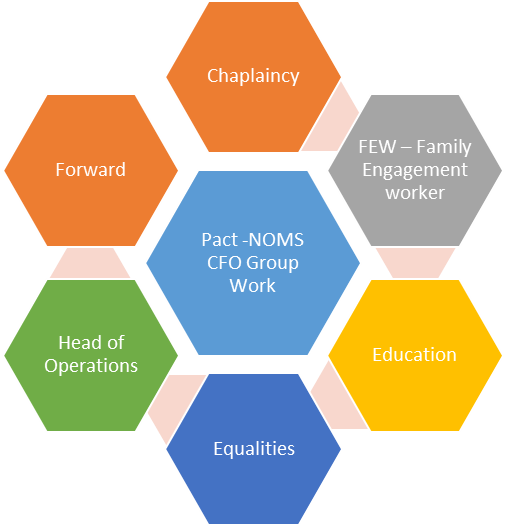 Chaplaincy
FEW – Family
Engagement
worker
Forward
Pact -NOMS
CFO Group
Work
Head of
Operations
Education
Equalities